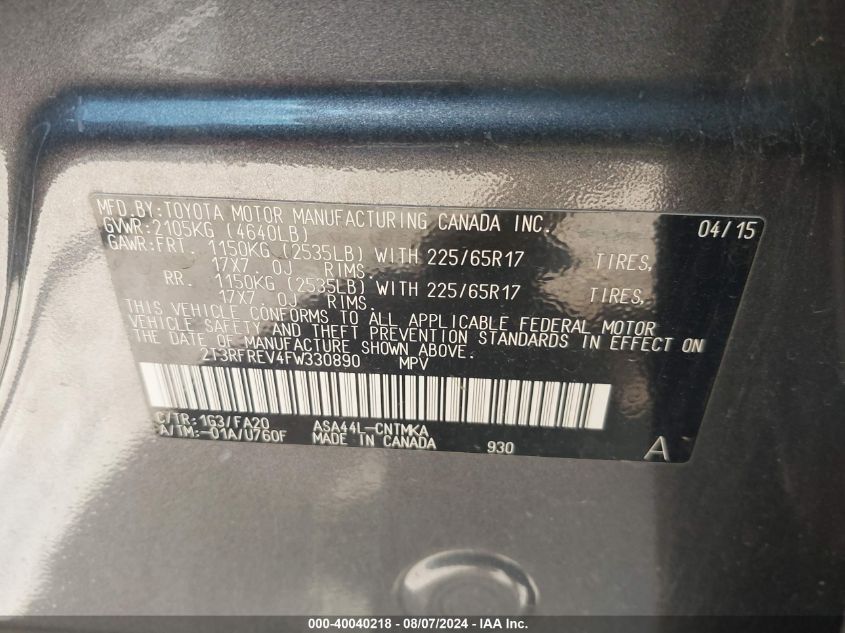 MFD.BY:TOYOTA MOTOR MANUFACTURING CANADA INC. 04/15
GVWR:2105KG (4640LB)
GAWR:FRT. 1150KG (2535LB) WITH 225/65R17 TIRES,
17X7.0J RIMS.
RR. 1150KG (2535LB) WITH 225/65R17 TIRES,
17X7.0J RIMS.
THIS VEHICLE CONFORMS TO ALL APPLICABLE FEDERAL MOTOR
VEHICLE SAFETY AND THEFT PREVENTION STANDARDS IN EFFECT ON
THE DATE OF MANUFACTURE SHOWN ABOVE.
2T3RFREV4FW330890 MPV
C/TR:1G3/FA20 ASA44L-CNTMKA
A/TM:-01A/U760F MADE IN CANADA 930 A
000-40040218 - 08/07/2024 - IAA Inc.